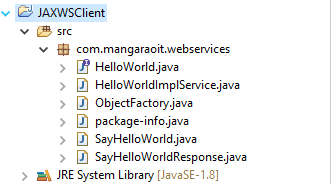 JAXWSClient
src
com.mangaraoit.webservices
HelloWorld.java
HelloWorldImplService.java
ObjectFactory.java
package-info.java
SayHelloWorld.java
SayHelloWorldResponse.java
JRE System Library [JavaSE-1.8]